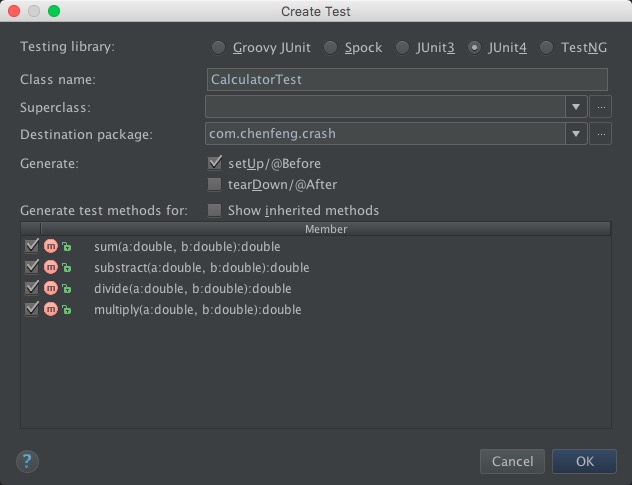 Create Test
Testing library: Groovy JUnit Spock JUnit3 JUnit4 TestNG
Class name: CalculatorTest
Superclass: ...
Destination package: com.chenfeng.crash ...
Generate: setUp/@Before
tearDown/@After
Generate test methods for: Show inherited methods
Member
m sum(a:double, b:double):double
m substract(a:double, b:double):double
m divide(a:double, b:double):double
m multiply(a:double, b:double):double
? Cancel OK